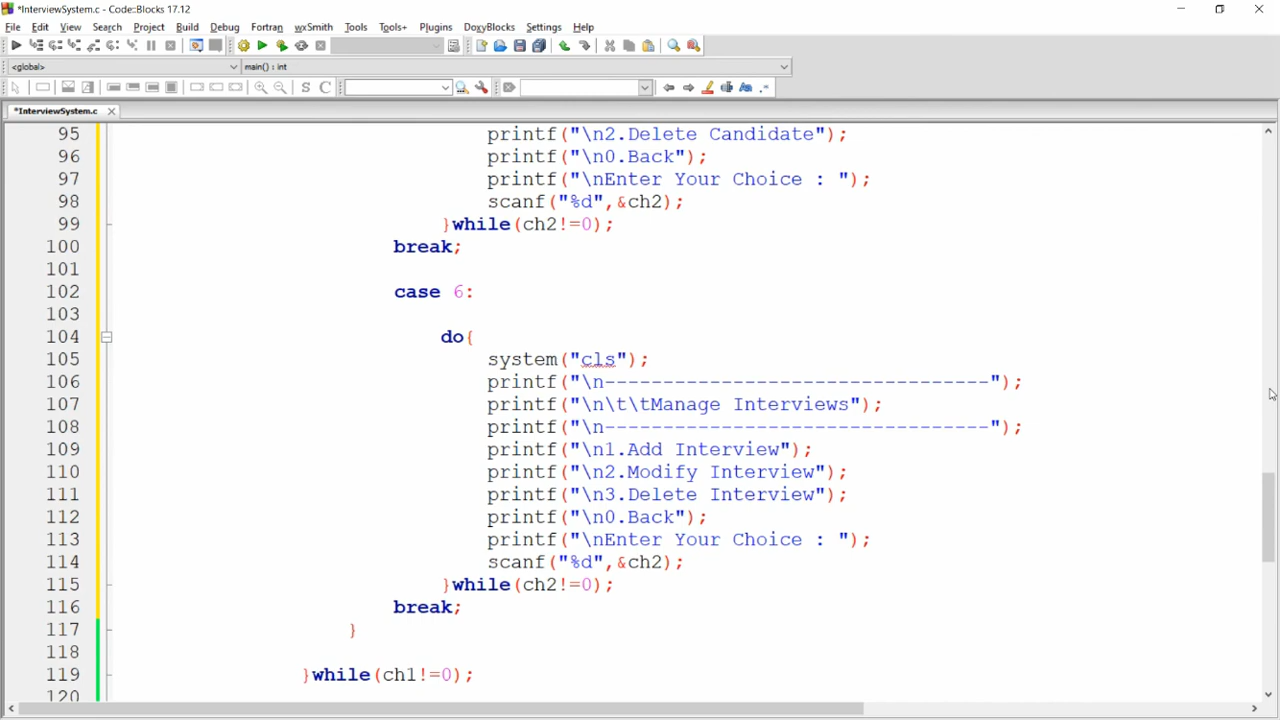 *InterviewSystem.c - Code::Blocks 17.12
File Edit View Search Project Build Debug Fortran wxSmith Tools Tools+ Plugins DoxyBlocks Settings Help
<global> main() : int
S C
*InterviewSystem.c
95 printf("\n2.Delete Candidate");
96 printf("\n0.Back");
97 printf("\nEnter Your Choice : ");
98 scanf("%d",&ch2);
99 }while(ch2!=0);
100 break;
101
102 case 6:
103
104 do{
105 system("cls");
106 printf("\n---------------------------------");
107 printf("\n\t\tManage Interviews");
108 printf("\n---------------------------------");
109 printf("\n1.Add Interview");
110 printf("\n2.Modify Interview");
111 printf("\n3.Delete Interview");
112 printf("\n0.Back");
113 printf("\nEnter Your Choice : ");
114 scanf("%d",&ch2);
115 }while(ch2!=0);
116 break;
117 }
118
119 }while(ch1!=0);
120